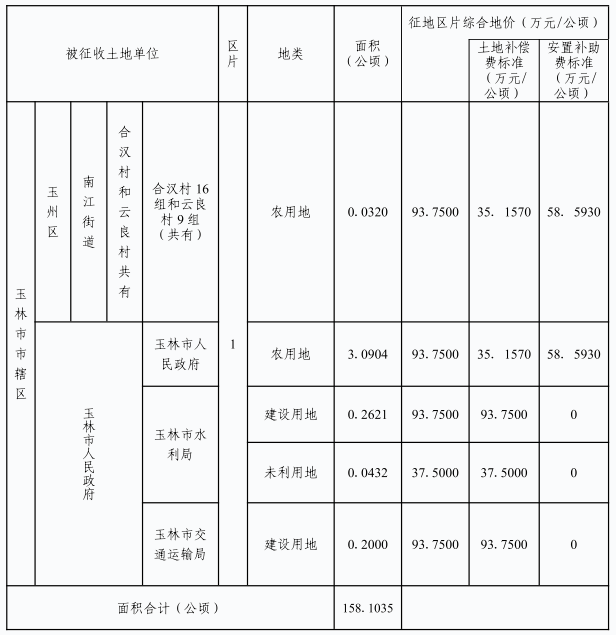 被征收土地单位
区
片
地类
面积
（公顷）
征地区片综合地价（万元/公顷）
土地补偿
费标准
（万元/
公顷）
安置补助
费标准
（万元/
公顷）
玉
林
市
市
辖
区
玉
州
区
南
江
街
道
合
汉
村
和
云
良
村
共
有
合汉村 16
组和云良
村 9 组
（共有）
1
农用地
0.0320
93.7500
35. 1570
58. 5930
玉
林
市
人
民
政
府
玉林市人
民政府
农用地
3.0904
93.7500
35. 1570
58. 5930
玉林市水
利局
建设用地
0.2621
93.7500
93.7500
0
未利用地
0.0432
37.5000
37.5000
0
玉林市交
通运输局
建设用地
0.2000
93.7500
93.7500
0
面积合计（公顷）
158.1035